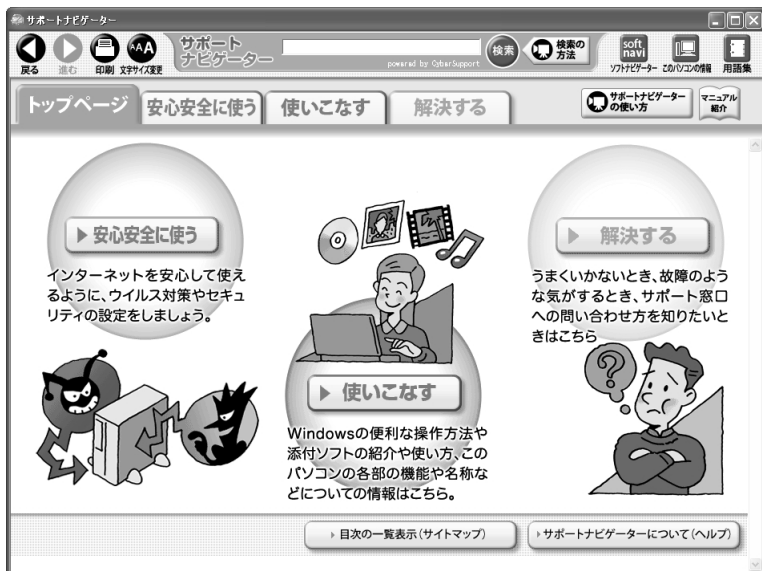 サポートナビゲーター
戻る
進む
印刷
AAA
文字サイズ変更
サポート
ナビゲーター
powered by CyberSupport
検索
検索の
方法
soft
navi
ソフトナビゲーター
このパソコンの情報
用語集
トップページ
安心安全に使う
使いこなす
解決する
サポートナビゲーター
の使い方
マニュアル
紹介
安心安全に使う
インターネットを安心して使え
るように、ウイルス対策やセキュ
リティの設定をしましょう。
使いこなす
Windowsの便利な操作方法や
添付ソフトの紹介や使い方、この
パソコンの各部の機能や名称な
どについての情報はこちら。
解決する
うまくいかないとき、故障のよう
な気がするとき、サポート窓口
への問い合わせ方を知りたいと
きはこちら
?
目次の一覧表示(サイトマップ)
サポートナビゲーターについて(ヘルプ)